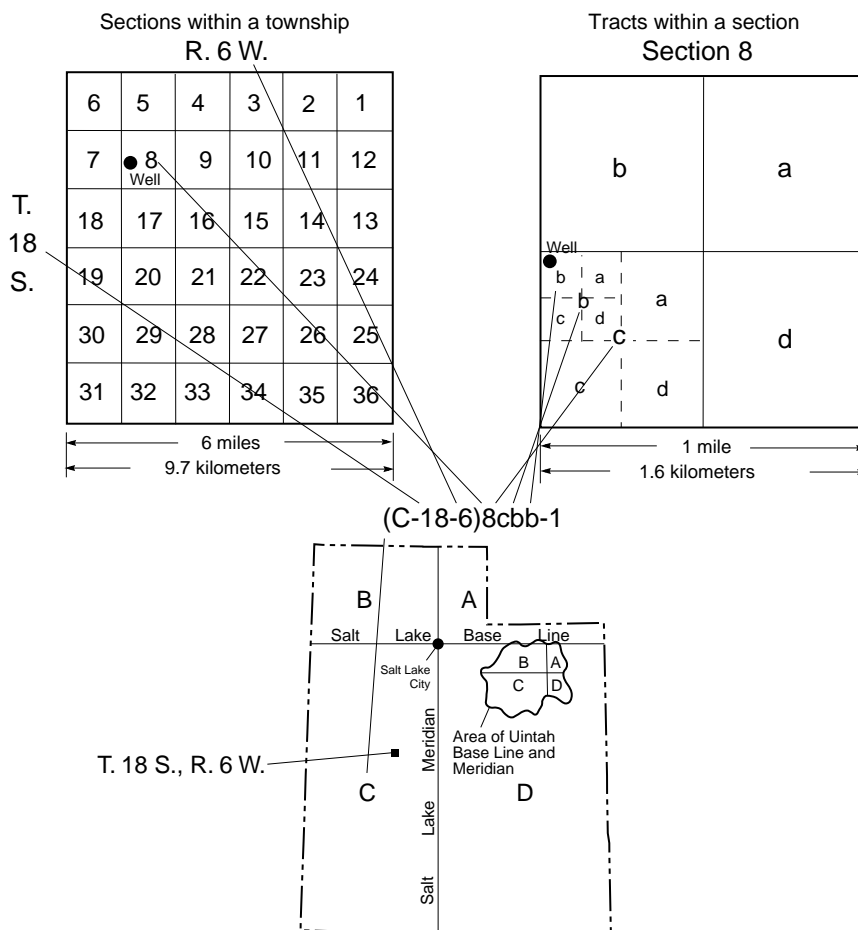 Sections within a township
R. 6 W.
6 5 4 3 2 1
7 8 9 10 11 12
Well
T.
18
S.
18 17 16 15 14 13
19 20 21 22 23 24
30 29 28 27 26 25
31 32 33 34 35 36
6 miles
9.7 kilometers
Tracts within a section
Section 8
b a
Well
b a
b a
c d
c
c d
d
1 mile
1.6 kilometers
(C-18-6)8cbb-1
B A
Salt Lake Base Line
Salt Lake
City
B A
C D
Area of Uintah
Base Line and
Meridian
T. 18 S., R. 6 W.
C D
Salt Lake Meridian